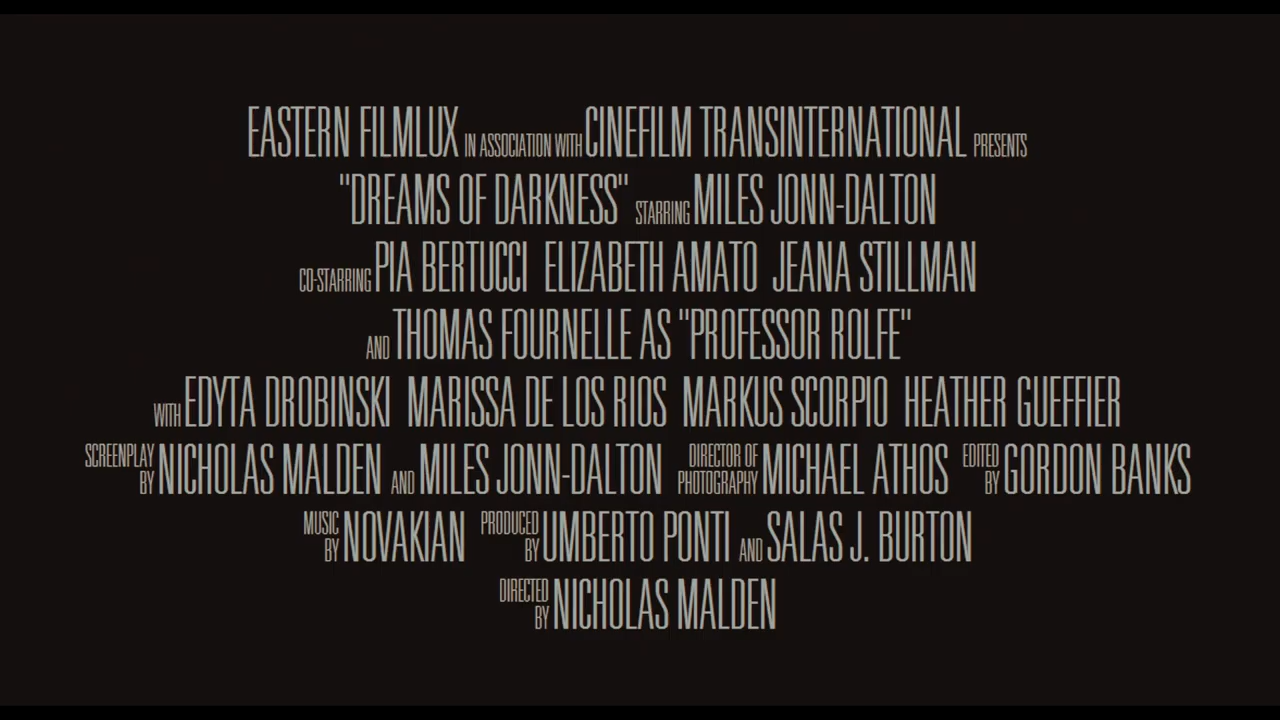 EASTERN FILMLUX IN ASSOCIATION WITH CINEFILM TRANSINTERNATIONAL PRESENTS
"DREAMS OF DARKNESS" STARRING MILES JONN-DALTON
CO-STARRING PIA BERTUCCI ELIZABETH AMATO JEANA STILLMAN
AND THOMAS FOURNELLE AS "PROFESSOR ROLFE"
WITH EDYTA DROBINSKI MARISSA DE LOS RIOS MARKUS SCORPIO HEATHER GUEFFIER
SCREENPLAY BY NICHOLAS MALDEN AND MILES JONN-DALTON DIRECTOR OF PHOTOGRAPHY MICHAEL ATHOS EDITED BY GORDON BANKS
MUSIC BY NOVAKIAN PRODUCED BY UMBERTO PONTI AND SALAS J. BURTON
DIRECTED BY NICHOLAS MALDEN